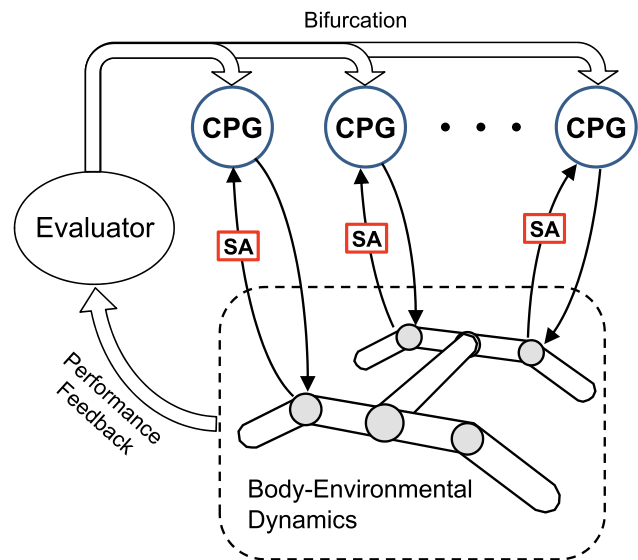 Bifurcation
CPG
CPG
• • •
CPG
Evaluator
SA
SA
SA
Performance
Feedback
Body-Environmental
Dynamics